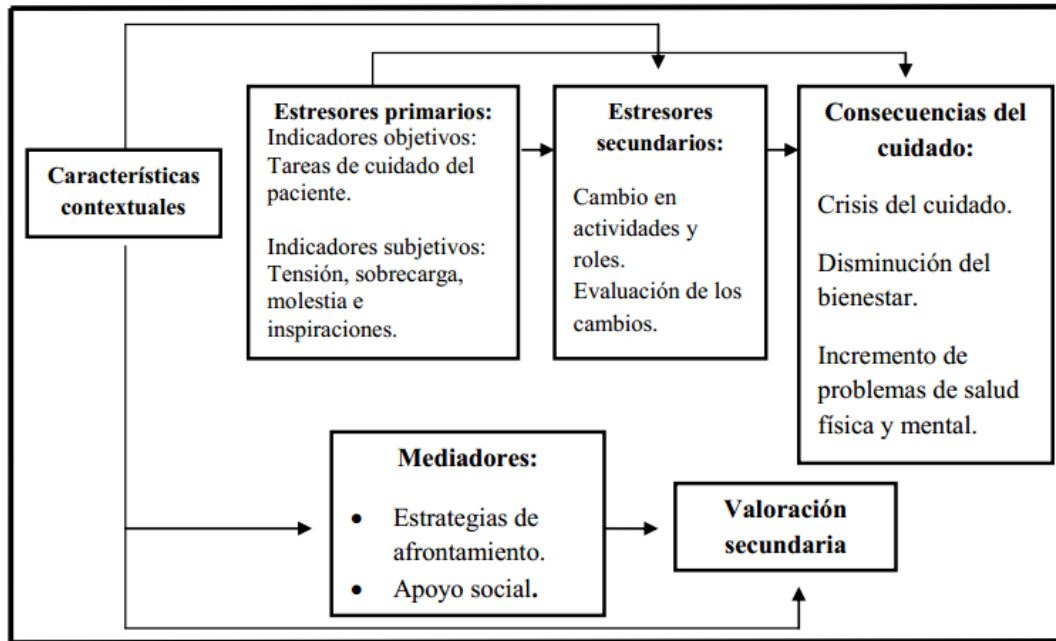 Características
contextuales
Estresores primarios:
Indicadores objetivos:
Tareas de cuidado del
paciente.
Indicadores subjetivos:
Tensión, sobrecarga,
molestia e
inspiraciones.
Estresores
secundarios:
Cambio en
actividades y
roles.
Evaluación de los
cambios.
Consecuencias del
cuidado:
Crisis del cuidado.
Disminución del
bienestar.
Incremento de
problemas de salud
física y mental.
Mediadores:
• Estrategias de
afrontamiento.
• Apoyo social.
Valoración
secundaria